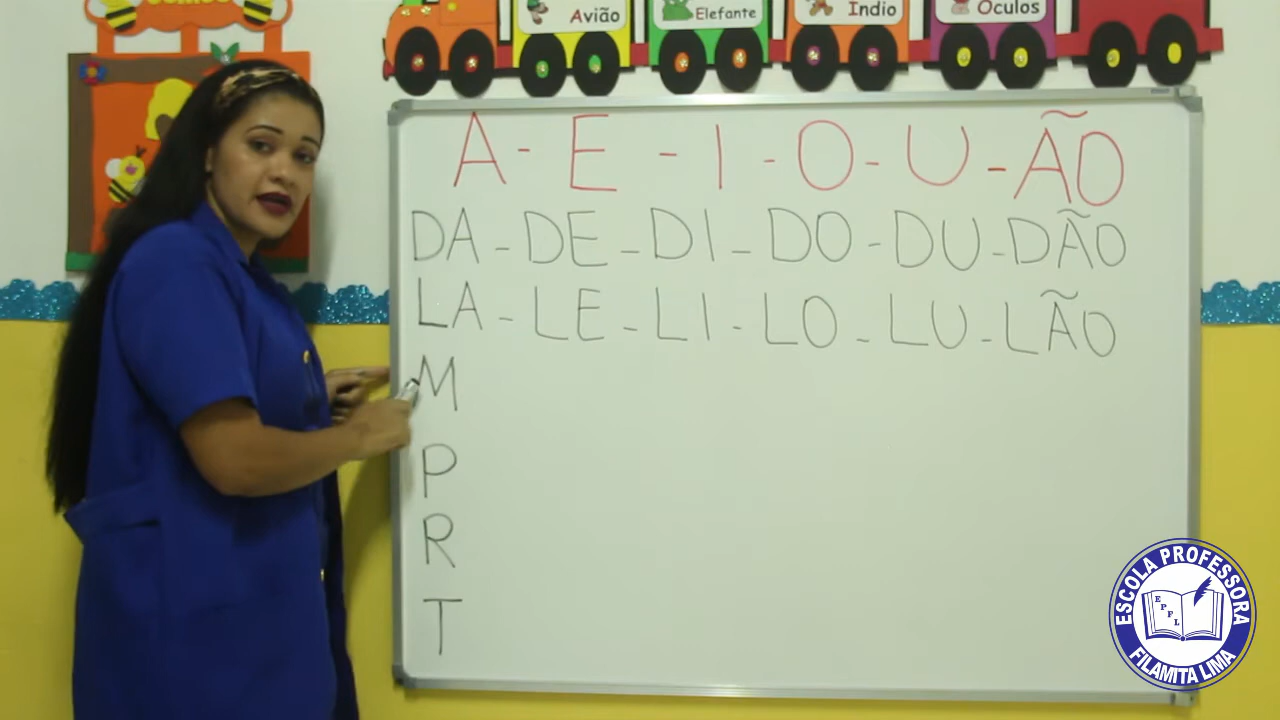 Avião
Elefante
Indio
Óculos
A - E - I - O - U - ÃO
DA - DE - DI - DO - DU - DÃO
LA - LE - LI - LO - LU - LÃO
M
P
R
T
ESCOLA PROFESSORA
EPFL
FILAMITA LIMA